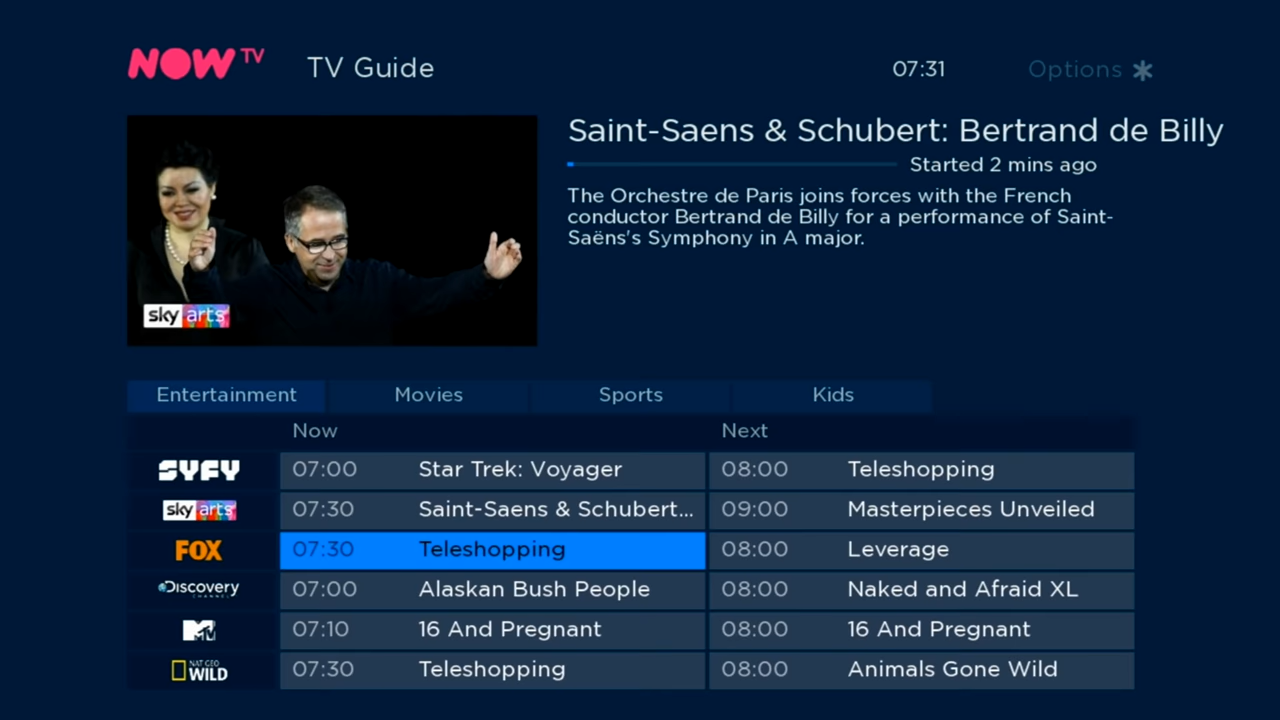 NOW TV
TV Guide
07:31
Options *
Saint-Saens & Schubert: Bertrand de Billy
Started 2 mins ago
The Orchestre de Paris joins forces with the French
conductor Bertrand de Billy for a performance of Saint-
Saëns's Symphony in A major.
sky arts
Entertainment
Movies
Sports
Kids
Now
Next
SYFY
07:00 Star Trek: Voyager
08:00 Teleshopping
sky arts
07:30 Saint-Saens & Schubert...
09:00 Masterpieces Unveiled
FOX
07:30 Teleshopping
08:00 Leverage
Discovery
CHANNEL
07:00 Alaskan Bush People
08:00 Naked and Afraid XL
MTV
07:10 16 And Pregnant
08:00 16 And Pregnant
NAT GEO
WILD
07:30 Teleshopping
08:00 Animals Gone Wild